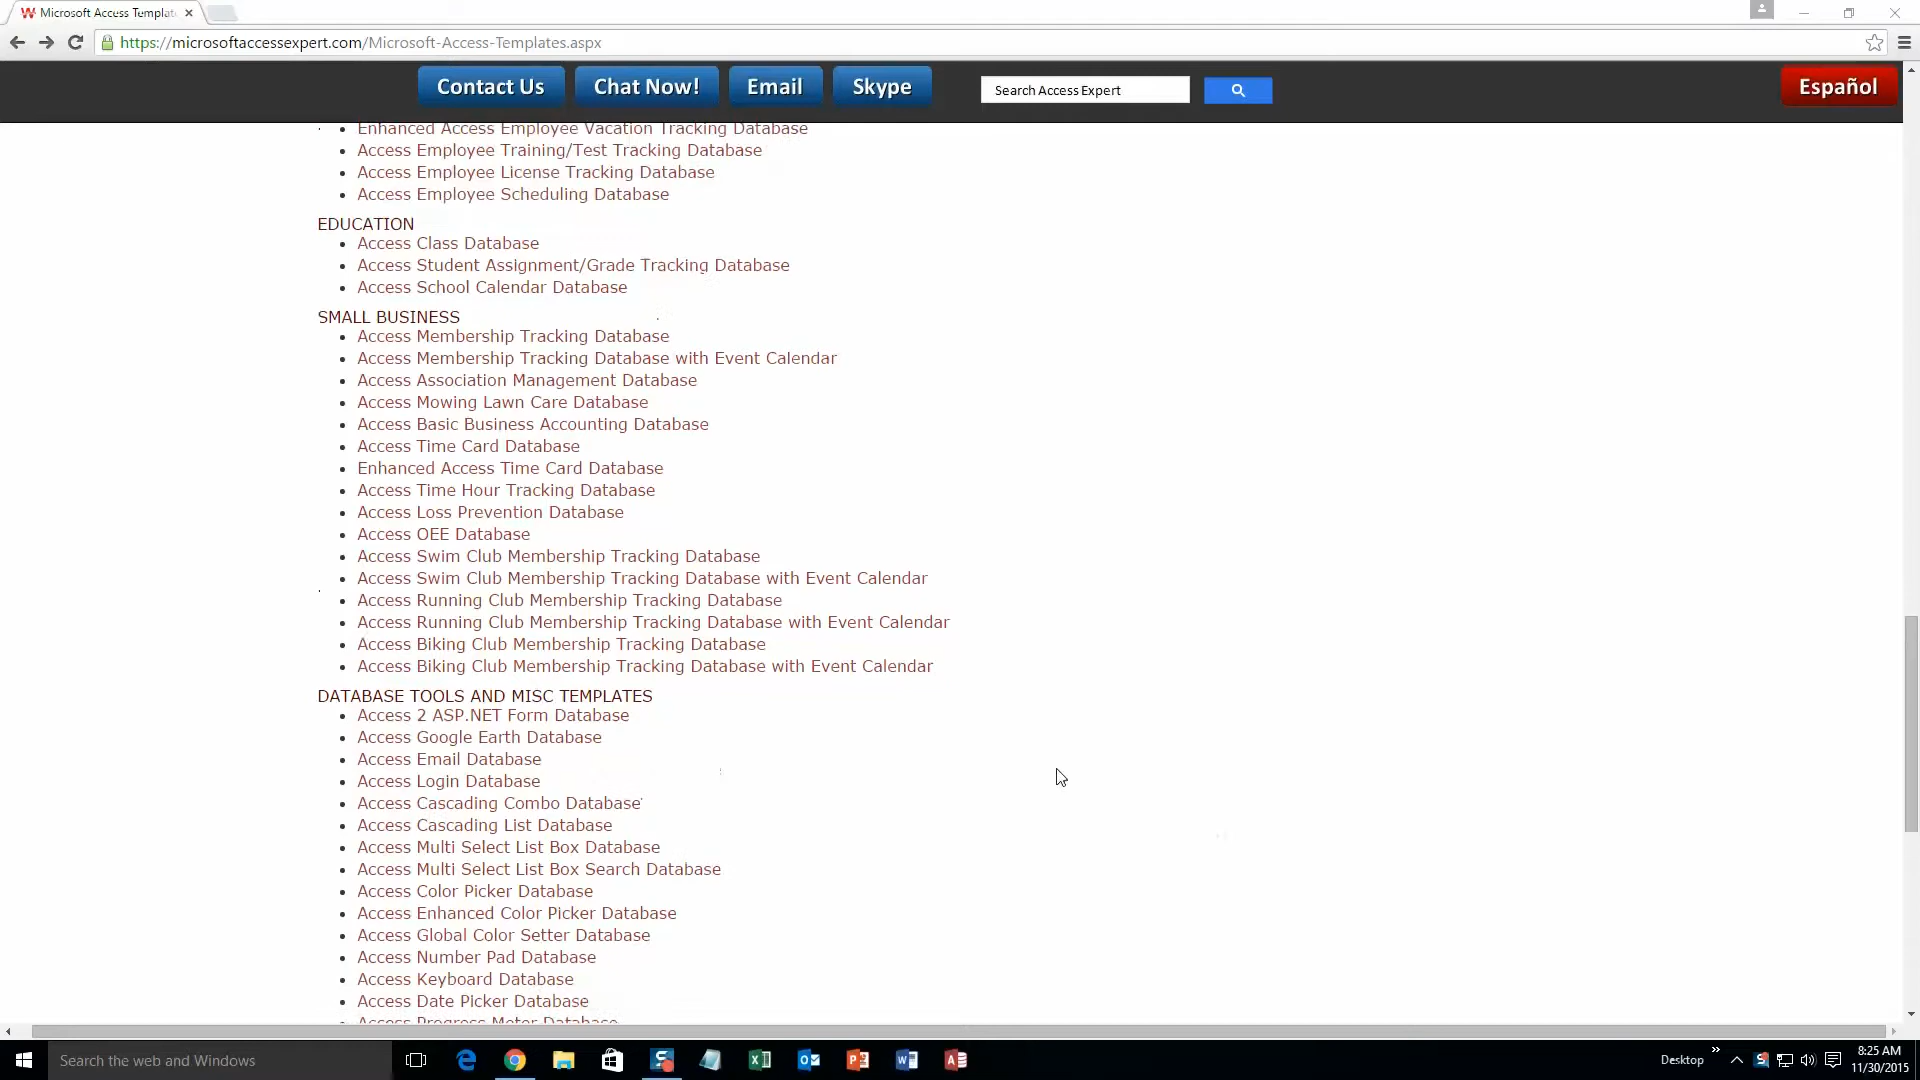 Microsoft Access Templat
https://microsoftaccessexpert.com/Microsoft-Access-Templates.aspx
Contact Us
Chat Now!
Email
Skype
Search Access Expert
Español
Enhanced Access Employee Vacation Tracking Database
Access Employee Training/Test Tracking Database
Access Employee License Tracking Database
Access Employee Scheduling Database
EDUCATION
Access Class Database
Access Student Assignment/Grade Tracking Database
Access School Calendar Database
SMALL BUSINESS
Access Membership Tracking Database
Access Membership Tracking Database with Event Calendar
Access Association Management Database
Access Mowing Lawn Care Database
Access Basic Business Accounting Database
Access Time Card Database
Enhanced Access Time Card Database
Access Time Hour Tracking Database
Access Loss Prevention Database
Access OEE Database
Access Swim Club Membership Tracking Database
Access Swim Club Membership Tracking Database with Event Calendar
Access Running Club Membership Tracking Database
Access Running Club Membership Tracking Database with Event Calendar
Access Biking Club Membership Tracking Database
Access Biking Club Membership Tracking Database with Event Calendar
DATABASE TOOLS AND MISC TEMPLATES
Access 2 ASP.NET Form Database
Access Google Earth Database
Access Email Database
Access Login Database
Access Cascading Combo Database
Access Cascading List Database
Access Multi Select List Box Database
Access Multi Select List Box Search Database
Access Color Picker Database
Access Enhanced Color Picker Database
Access Global Color Setter Database
Access Number Pad Database
Access Keyboard Database
Access Date Picker Database
Access Progress Meter Database
Search the web and Windows
Desktop
8:25 AM
11/30/2015